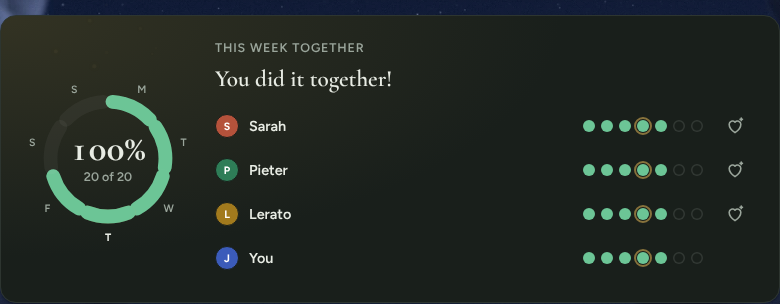 THIS WEEK TOGETHER
You did it together!
S M
S T
100%
20 of 20
F W
T
S Sarah
P Pieter
L Lerato
J You